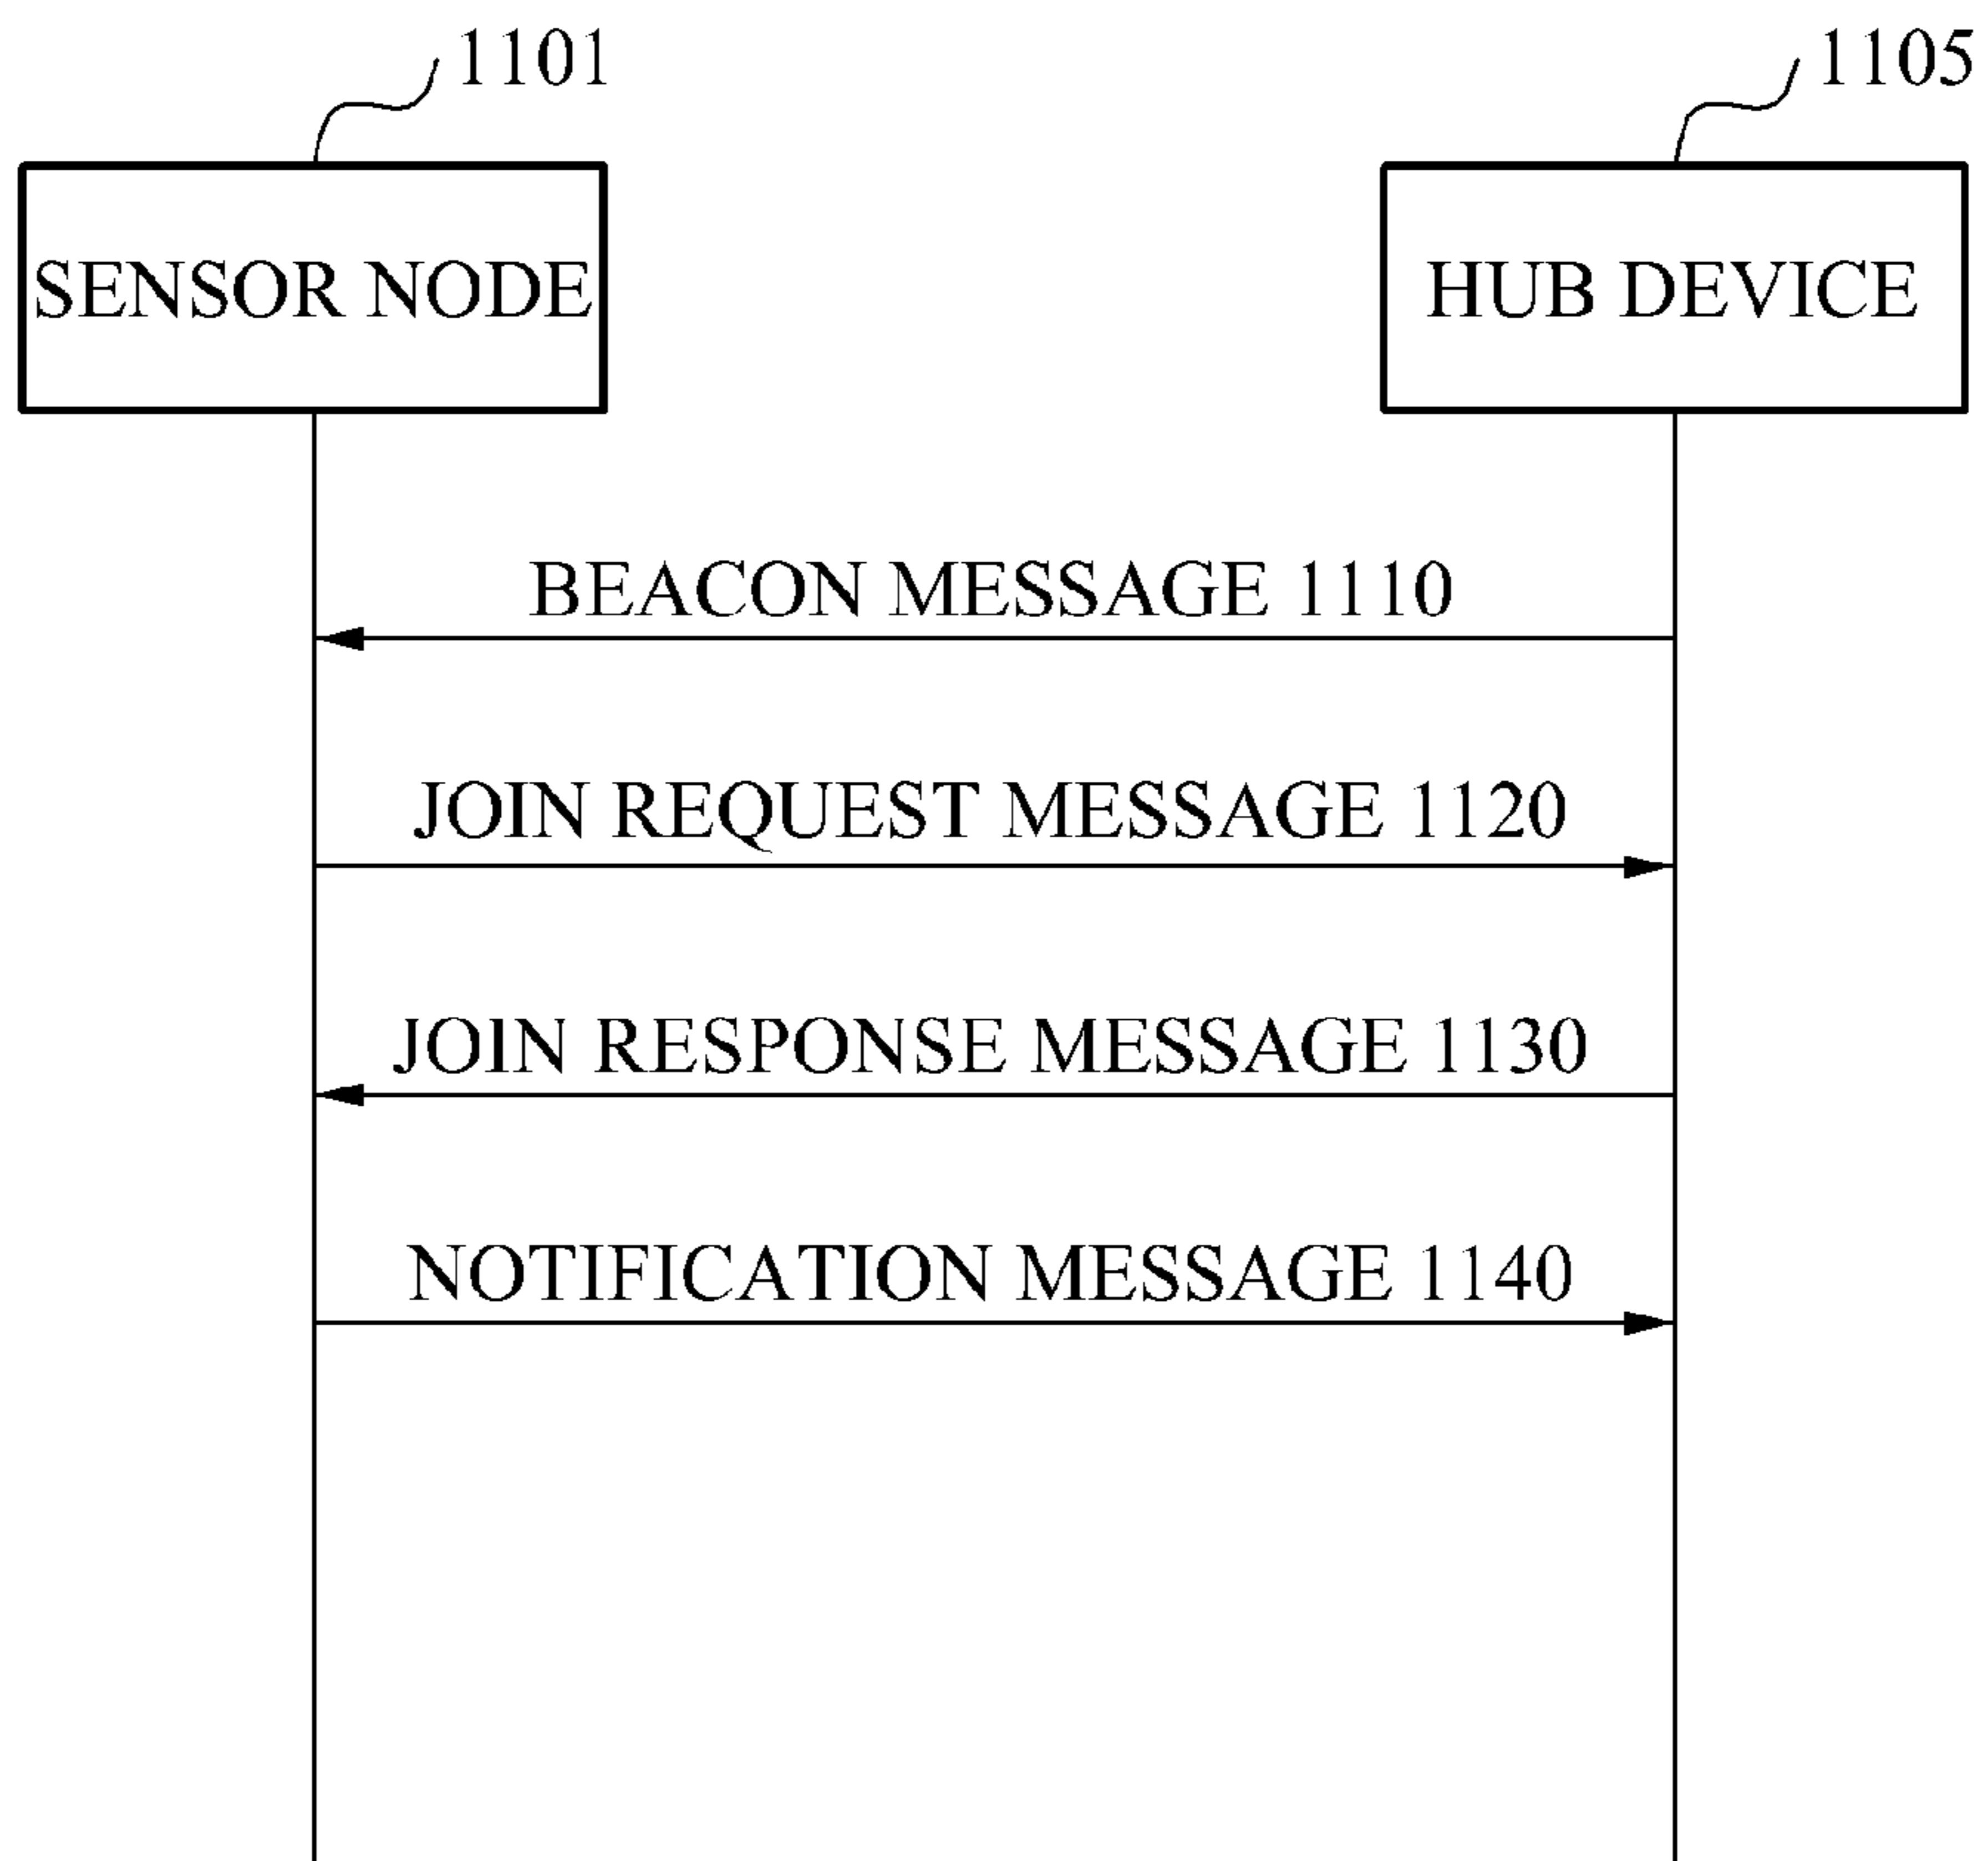 1101
1105
SENSOR NODE
HUB DEVICE
BEACON MESSAGE 1110
JOIN REQUEST MESSAGE 1120
JOIN RESPONSE MESSAGE 1130
NOTIFICATION MESSAGE 1140